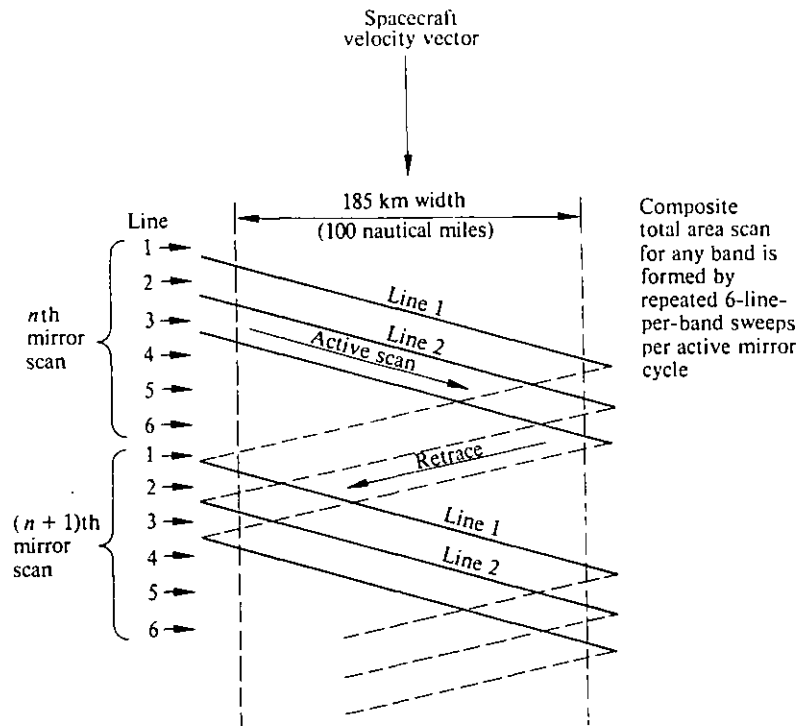 Spacecraft
velocity vector
185 km width
(100 nautical miles)
Line
1
2
3
4
5
6
nth
mirror
scan
Line 1
Line 2
Active scan
Retrace
Composite
total area scan
for any band is
formed by
repeated 6-line-
per-band sweeps
per active mirror
cycle
1
2
3
4
5
6
(n + 1)th
mirror
scan
Line 1
Line 2